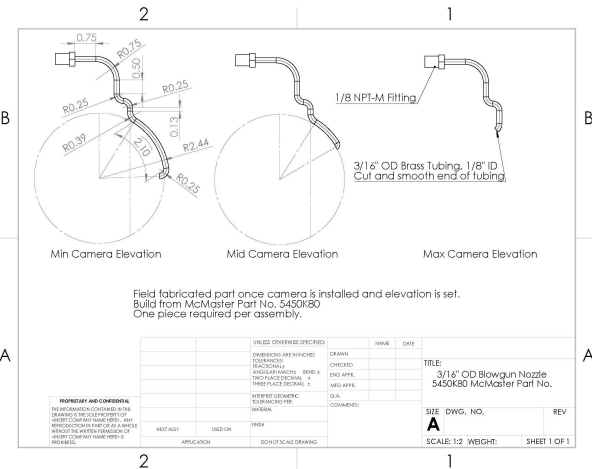 2
1
B
B
A
A
0.75
R0.75
0.50
R0.25
R0.25
0.13
R0.39
2.10
R2.44
R0.25
1/8 NPT-M Fitting
3/16" OD Brass Tubing, 1/8" ID
Cut and smooth end of tubing
Min Camera Elevation
Mid Camera Elevation
Max Camera Elevation
Field fabricated part once camera is installed and elevation is set.
Build from McMaster Part No. 5450K80
One piece required per assembly.
UNLESS OTHERWISE SPECIFIED:
DIMENSIONS ARE IN INCHES
TOLERANCES:
FRACTIONAL±
ANGULAR: MACH± BEND ±
TWO PLACE DECIMAL ±
THREE PLACE DECIMAL ±
INTERPRET GEOMETRIC
TOLERANCING PER:
MATERIAL
FINISH
DO NOT SCALE DRAWING
NAME
DATE
DRAWN
CHECKED
ENG APPR.
MFG APPR.
Q.A.
COMMENTS:
TITLE:
3/16" OD Blowgun Nozzle
5450K80 McMaster Part No.
SIZE
A
DWG. NO.
REV
SCALE: 1:2
WEIGHT:
SHEET 1 OF 1
PROPRIETARY AND CONFIDENTIAL
THE INFORMATION CONTAINED IN THIS
DRAWING IS THE SOLE PROPERTY OF
<INSERT COMPANY NAME HERE>. ANY
REPRODUCTION IN PART OR AS A WHOLE
WITHOUT THE WRITTEN PERMISSION OF
<INSERT COMPANY NAME HERE> IS
PROHIBITED.
NEXT ASSY
USED ON
APPLICATION
2
1